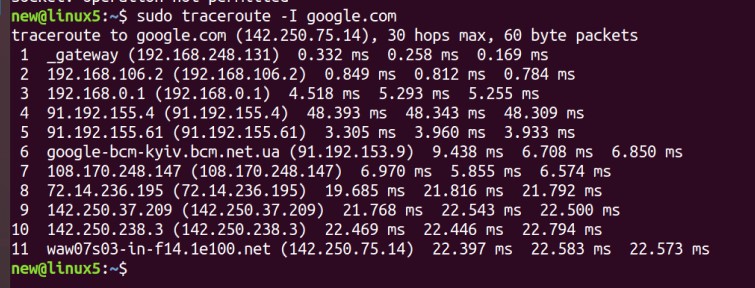 new@linux5:~$ sudo traceroute -I google.com
traceroute to google.com (142.250.75.14), 30 hops max, 60 byte packets
1 _gateway (192.168.248.131) 0.332 ms 0.258 ms 0.169 ms
2 192.168.106.2 (192.168.106.2) 0.849 ms 0.812 ms 0.784 ms
3 192.168.0.1 (192.168.0.1) 4.518 ms 5.293 ms 5.255 ms
4 91.192.155.4 (91.192.155.4) 48.393 ms 48.343 ms 48.309 ms
5 91.192.155.61 (91.192.155.61) 3.305 ms 3.960 ms 3.933 ms
6 google-bcm-kyiv.bcm.net.ua (91.192.153.9) 9.438 ms 6.708 ms 6.850 ms
7 108.170.248.147 (108.170.248.147) 6.970 ms 5.855 ms 6.574 ms
8 72.14.236.195 (72.14.236.195) 19.685 ms 21.816 ms 21.792 ms
9 142.250.37.209 (142.250.37.209) 21.768 ms 22.543 ms 22.500 ms
10 142.250.238.3 (142.250.238.3) 22.469 ms 22.446 ms 22.794 ms
11 waw07s03-in-f14.1e100.net (142.250.75.14) 22.397 ms 22.583 ms 22.573 ms
new@linux5:~$